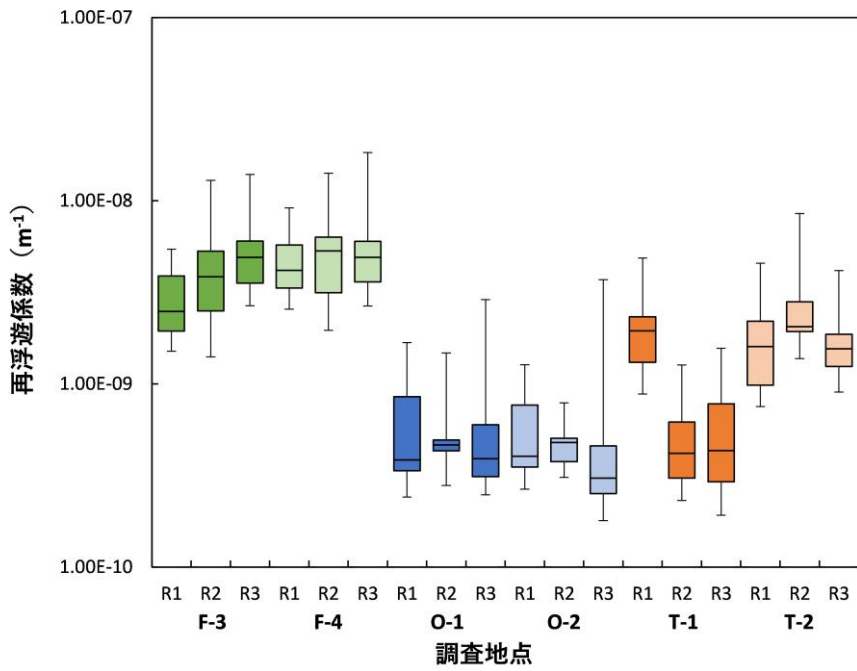 1.00E-07
1.00E-08
1.00E-09
1.00E-10
再浮遊係数（m-1）
R1 R2 R3 R1 R2 R3 R1 R2 R3 R1 R2 R3 R1 R2 R3 R1 R2 R3
F-3 F-4 O-1 O-2 T-1 T-2
調査地点